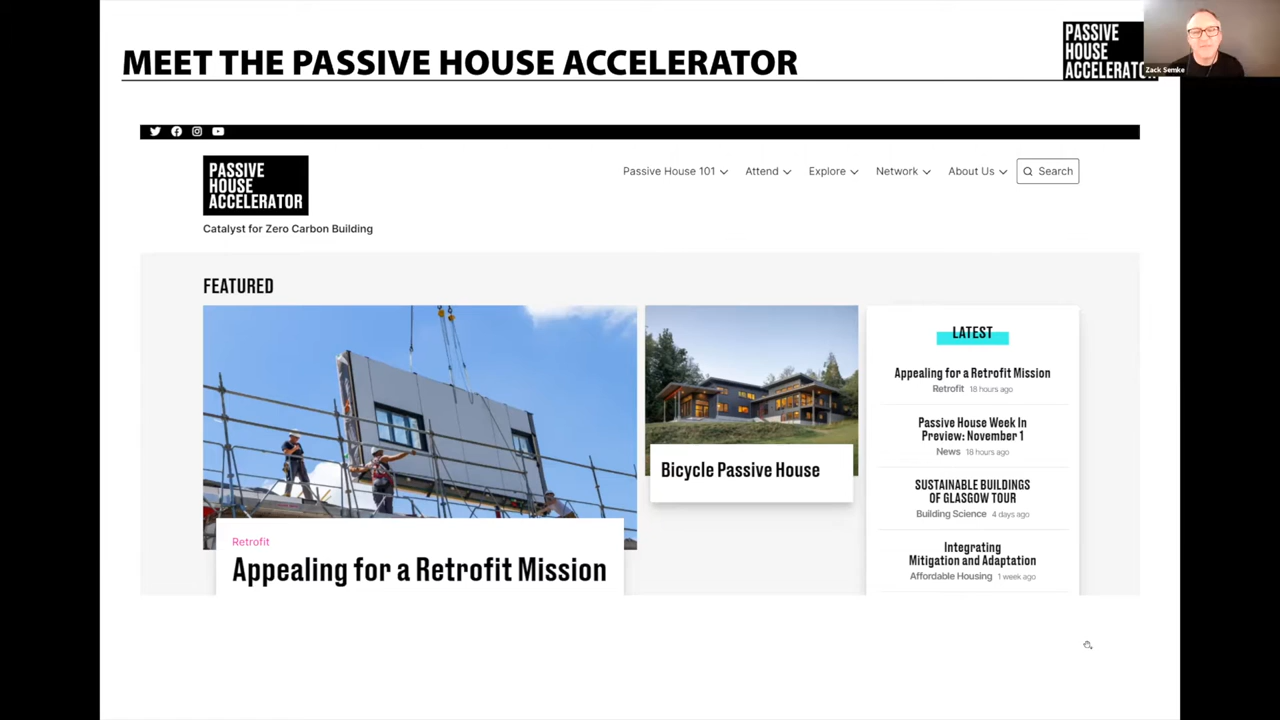 MEET THE PASSIVE HOUSE ACCELERATOR
PASSIVE
HOUSE
ACCELERATOR
Zack Semke
PASSIVE
HOUSE
ACCELERATOR
Catalyst for Zero Carbon Building
Passive House 101
Attend
Explore
Network
About Us
Search
FEATURED
Retrofit
Appealing for a Retrofit Mission
Bicycle Passive House
LATEST
Appealing for a Retrofit Mission
Retrofit 18 hours ago
Passive House Week In
Preview: November 1
News 18 hours ago
SUSTAINABLE BUILDINGS
OF GLASGOW TOUR
Building Science 4 days ago
Integrating
Mitigation and Adaptation
Affordable Housing 1 week ago